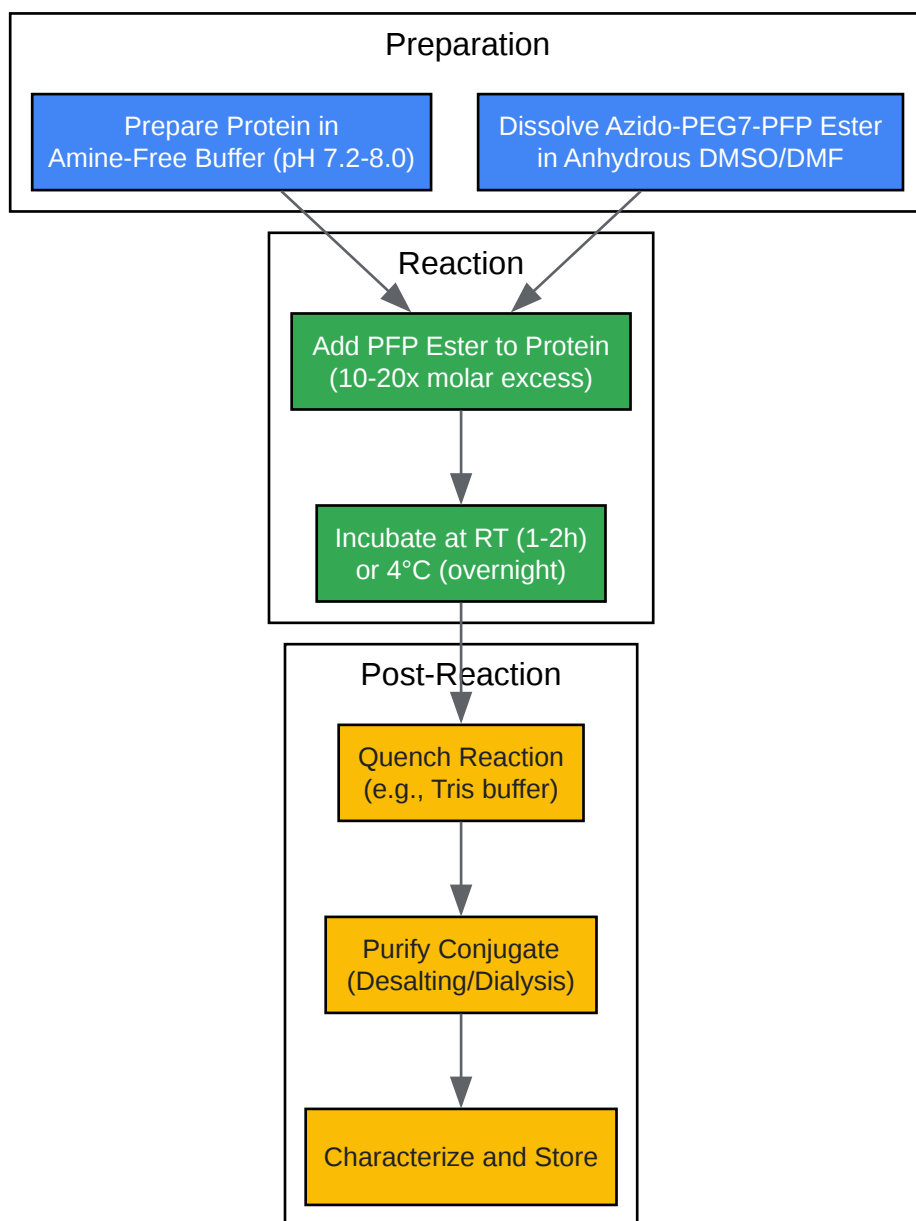 Preparation
Prepare Protein in
Amine-Free Buffer (pH 7.2-8.0)
Dissolve Azido-PEG7-PFP Ester
in Anhydrous DMSO/DMF
Reaction
Add PFP Ester to Protein
(10-20x molar excess)
Incubate at RT (1-2h)
or 4°C (overnight)
Post-Reaction
Quench Reaction
(e.g., Tris buffer)
Purify Conjugate
(Desalting/Dialysis)
Characterize and Store